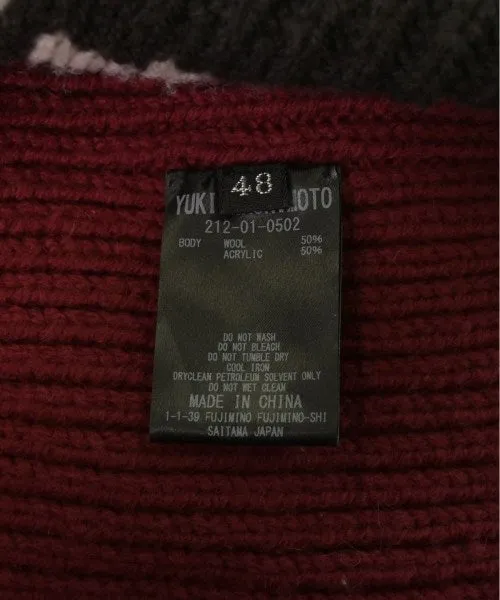 48
YUKI MOTO
212-01-0502
BODY WOOL 50%
ACRYLIC 50%
DO NOT WASH
DO NOT BLEACH
DO NOT TUMBLE DRY
COOL IRON
DRYCLEAN PETROLEUM SOLVENT ONLY
DO NOT WET CLEAN
MADE IN CHINA
1-1-39 FUJIMINO FUJIMINO-SHI
SAITAMA JAPAN